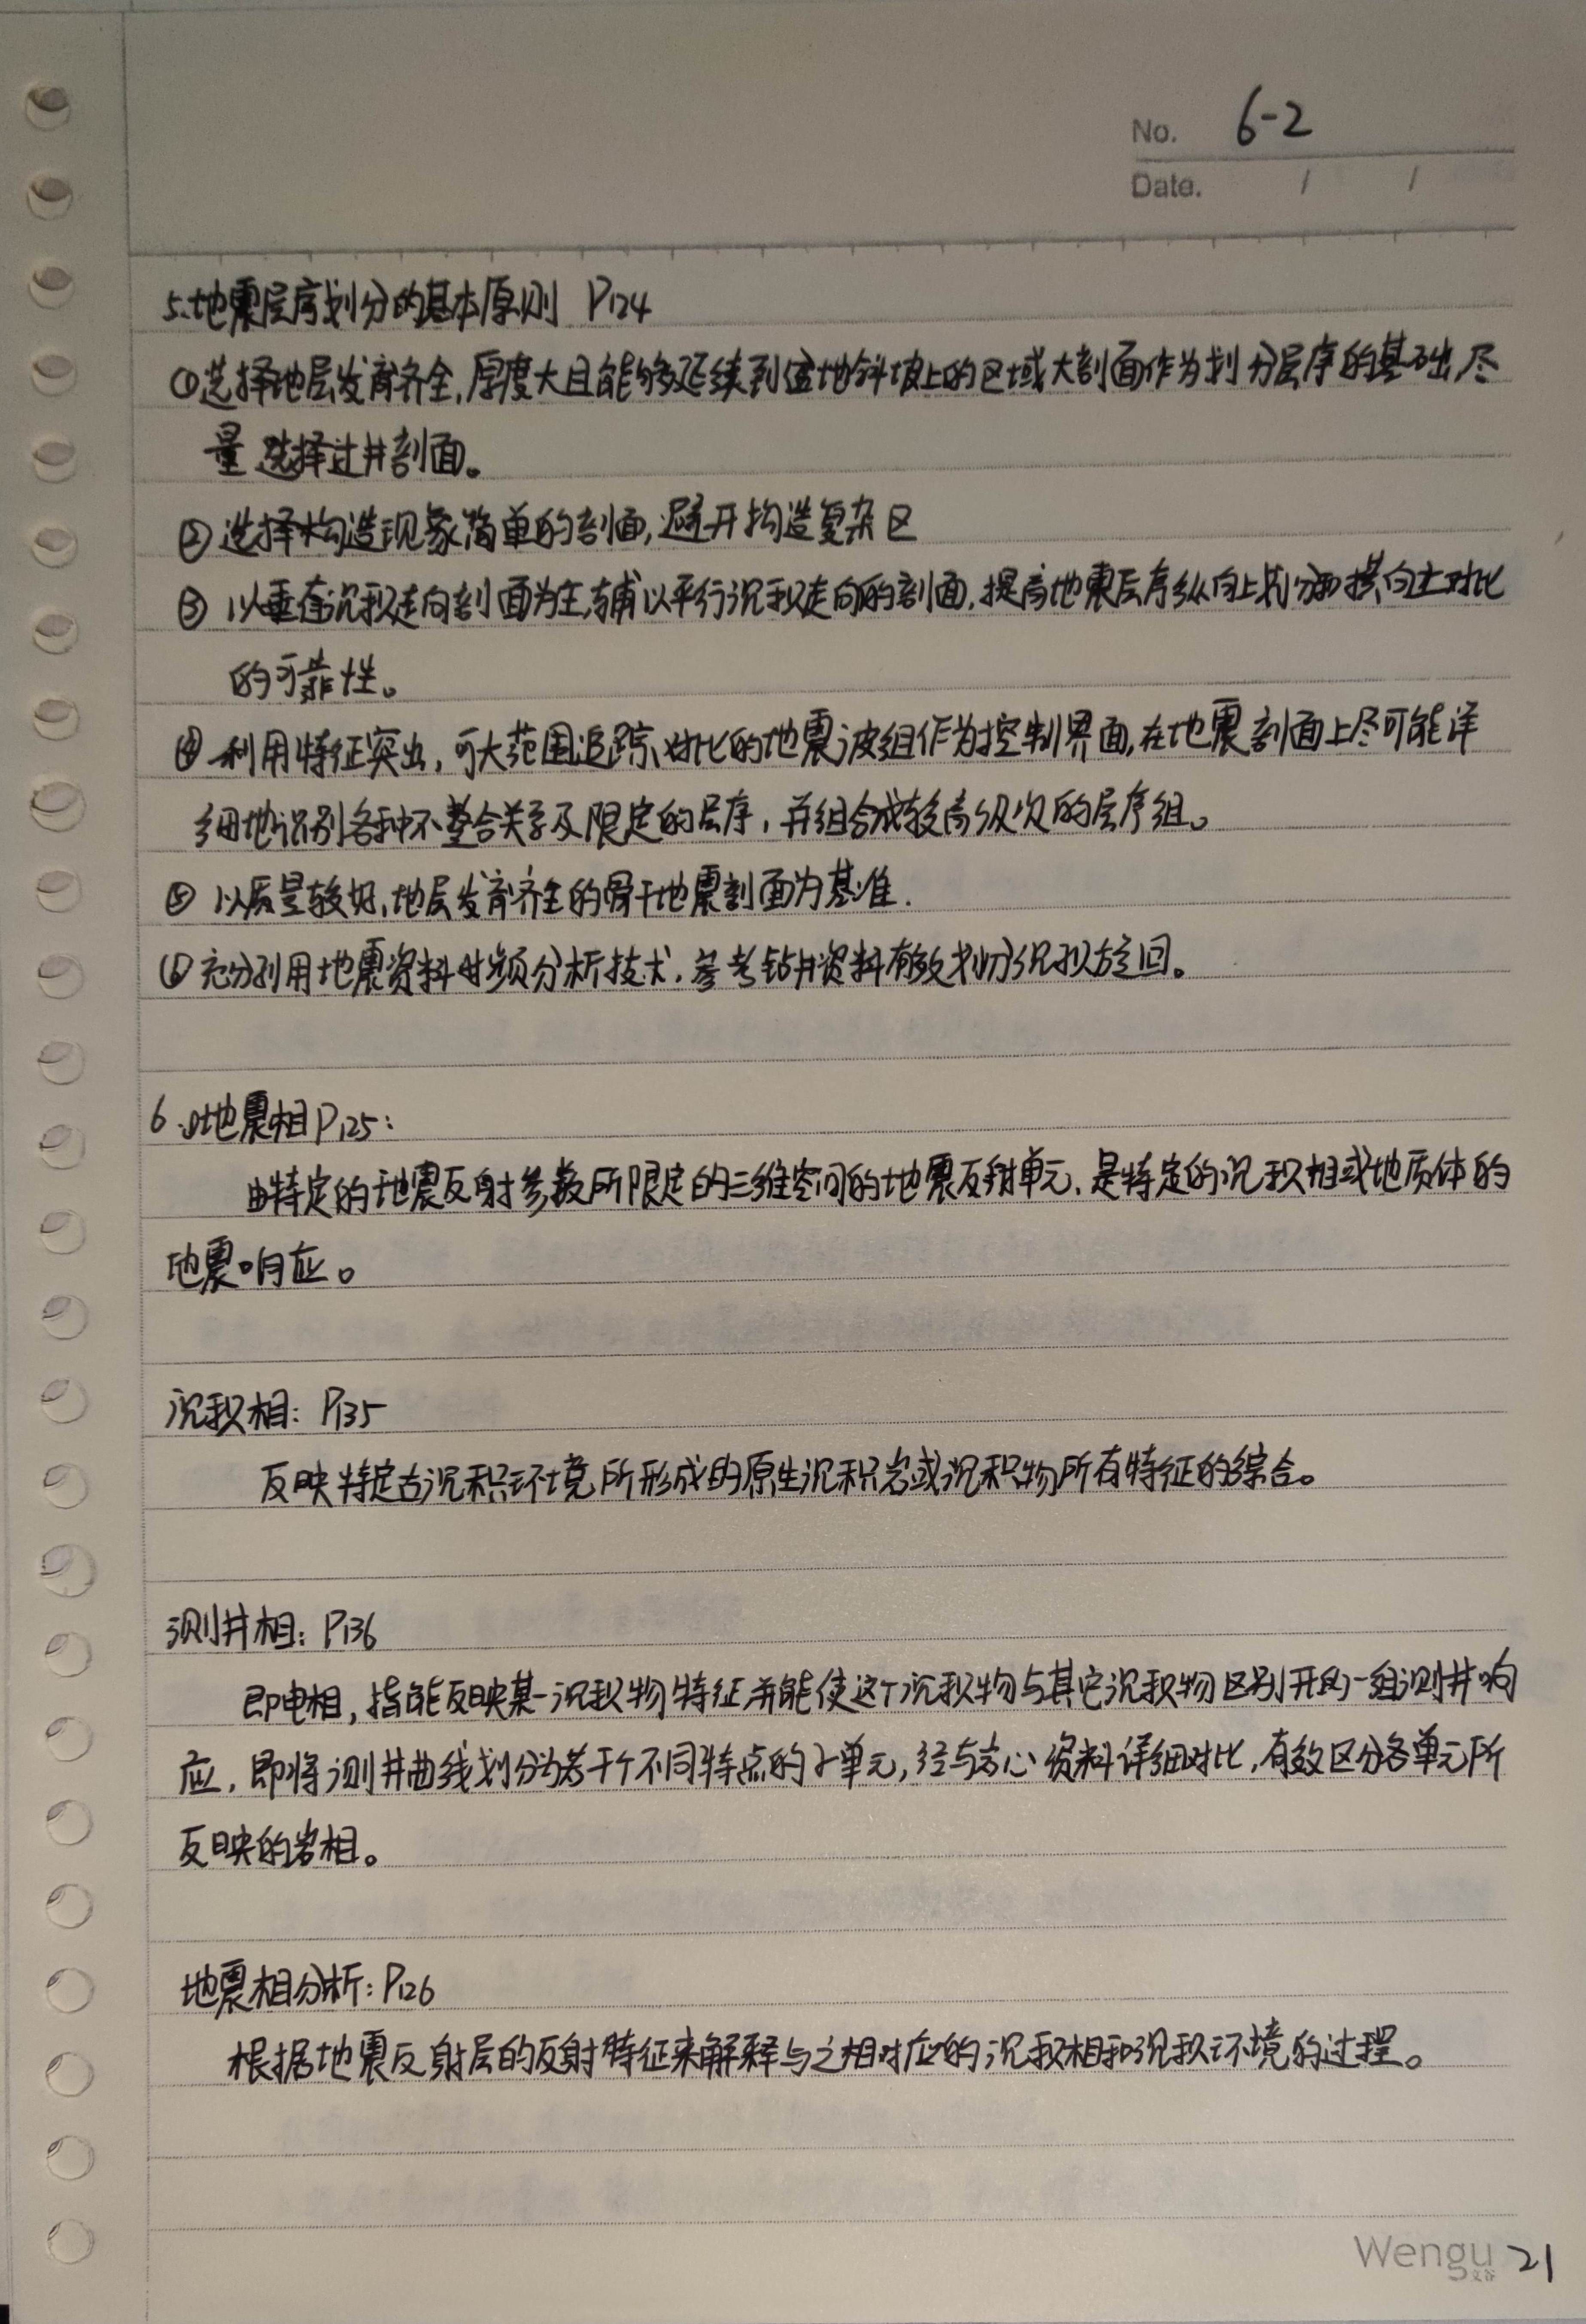 No. 6-2
Date. / /
5.地震层序划分的基本原则 P124
①选择地层发育齐全,厚度大且能够延续到盆地斜坡上的区域大剖面作为划分层序的基础,尽
量选择过井剖面。
②选择构造现象简单的剖面,避开构造复杂区
③以垂直沉积走向剖面为主,辅以平行沉积走向的剖面,提高地震层序纵向上划分和横向上对比
的可靠性。
④利用特征突出,可大范围追踪、对比的地震波组作为控制界面,在地震剖面上尽可能详
细地识别各种不整合关系及限定的层序,并组合成较高级次的层序组。
⑤以质量较好,地层发育齐全的骨干地震剖面为基准.
⑥充分利用地震资料时频分析技术,参考钻井资料有效划分沉积旋回。
6.地震相P125:
由特定的地震反射参数所限定的三维空间的地震反射单元,是特定的沉积相或地质体的
地震响应。
沉积相: P135
反映特定古沉积环境所形成的原生沉积岩或沉积物所有特征的综合。
测井相: P136
即电相,指能反映某一沉积物特征并能使这个沉积物与其它沉积物区别开的一组测井响
应,即将测井曲线划分为若干个不同特点的小单元,经与岩心资料详细对比,有效区分各单元所
反映的岩相。
地震相分析: P126
根据地震反射层的反射特征来解释与之相对应的沉积相和沉积环境的过程。
Wengu 文谷 21